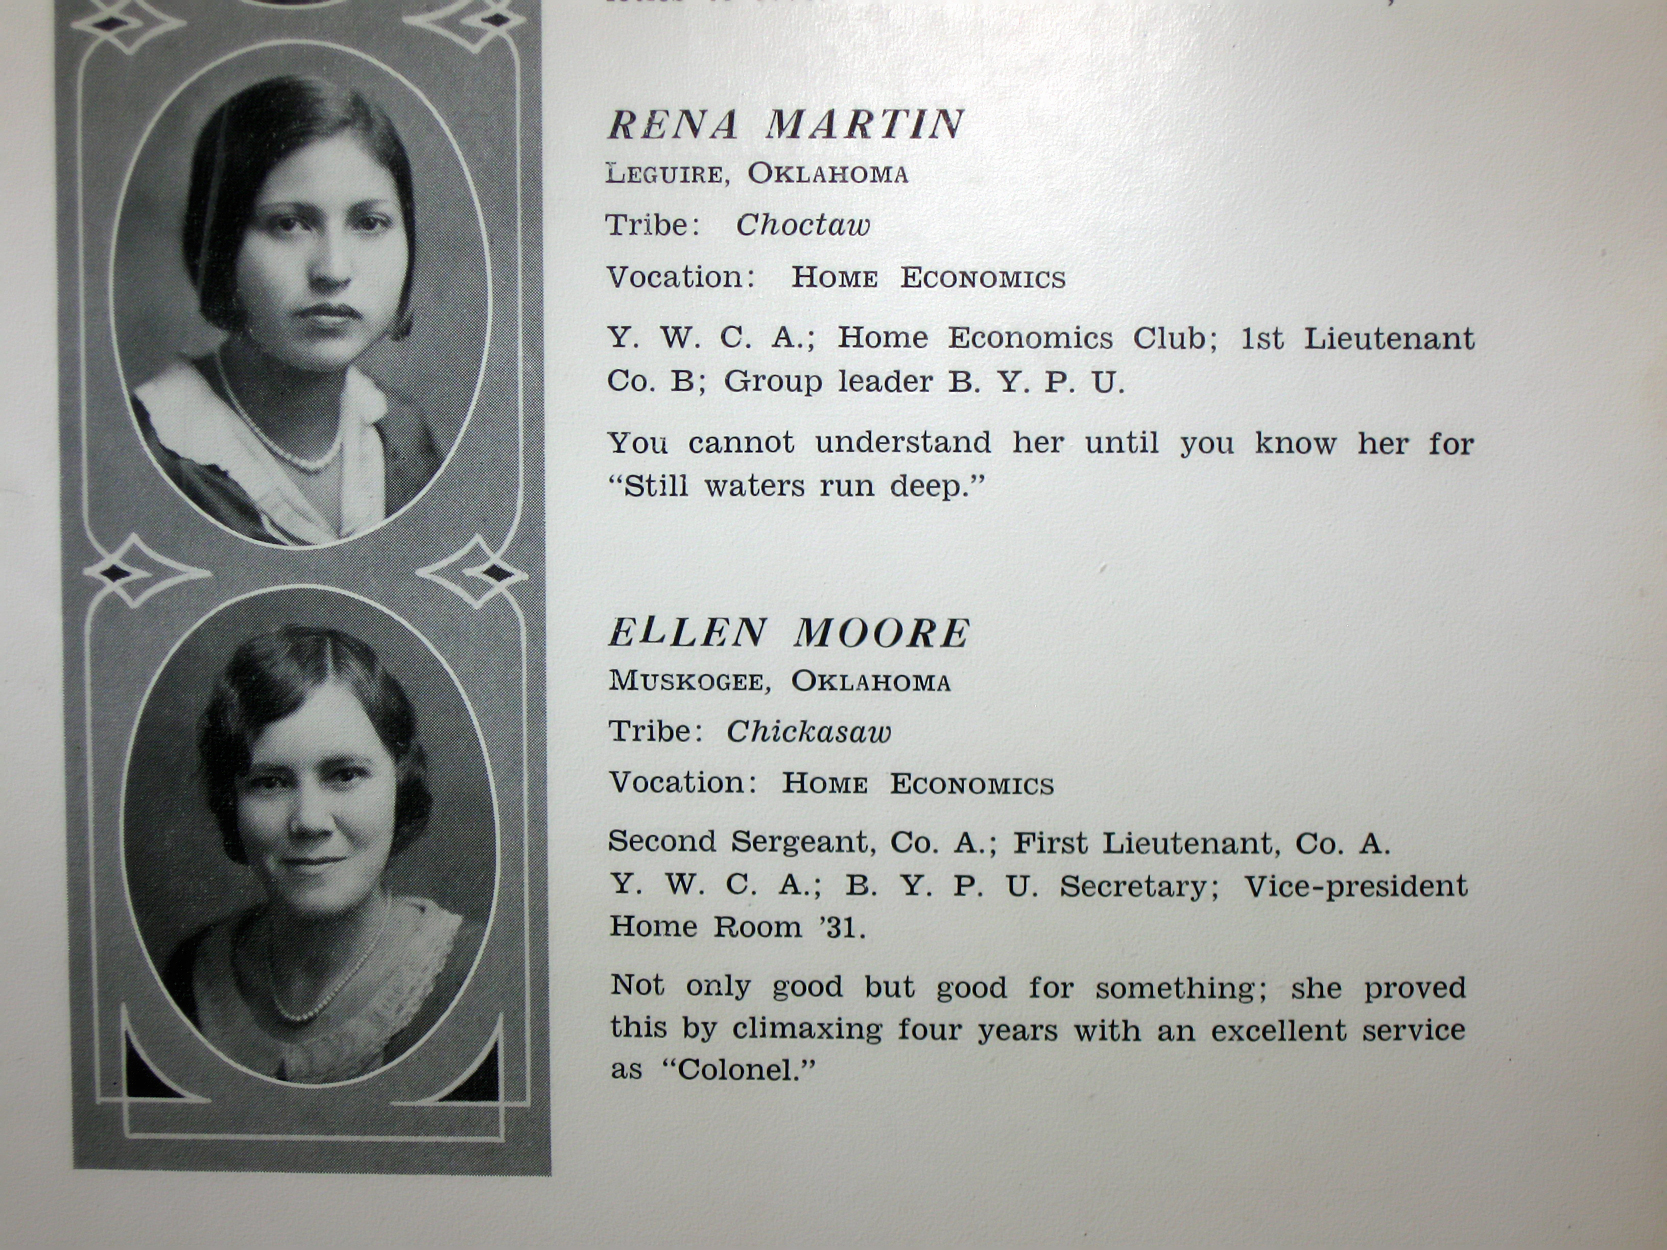 RENA MARTIN
LEGUIRE, OKLAHOMA
Tribe: Choctaw
Vocation: HOME ECONOMICS
Y. W. C. A.; Home Economics Club; 1st Lieutenant
Co. B; Group leader B. Y. P. U.
You cannot understand her until you know her for
“Still waters run deep.”
ELLEN MOORE
MUSKOGEE, OKLAHOMA
Tribe: Chickasaw
Vocation: HOME ECONOMICS
Second Sergeant, Co. A.; First Lieutenant, Co. A.
Y. W. C. A.; B. Y. P. U. Secretary; Vice-president
Home Room ’31.
Not only good but good for something; she proved
this by climaxing four years with an excellent service
as “Colonel.”